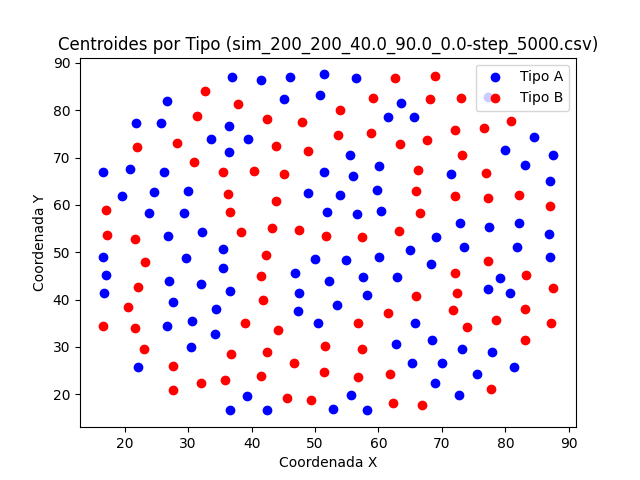 Centroides por Tipo (sim_200_200_40.0_90.0_0.0-step_5000.csv)
Tipo A
Tipo B
90
80
70
60
50
40
30
20
Coordenada Y
20 30 40 50 60 70 80 90
Coordenada X